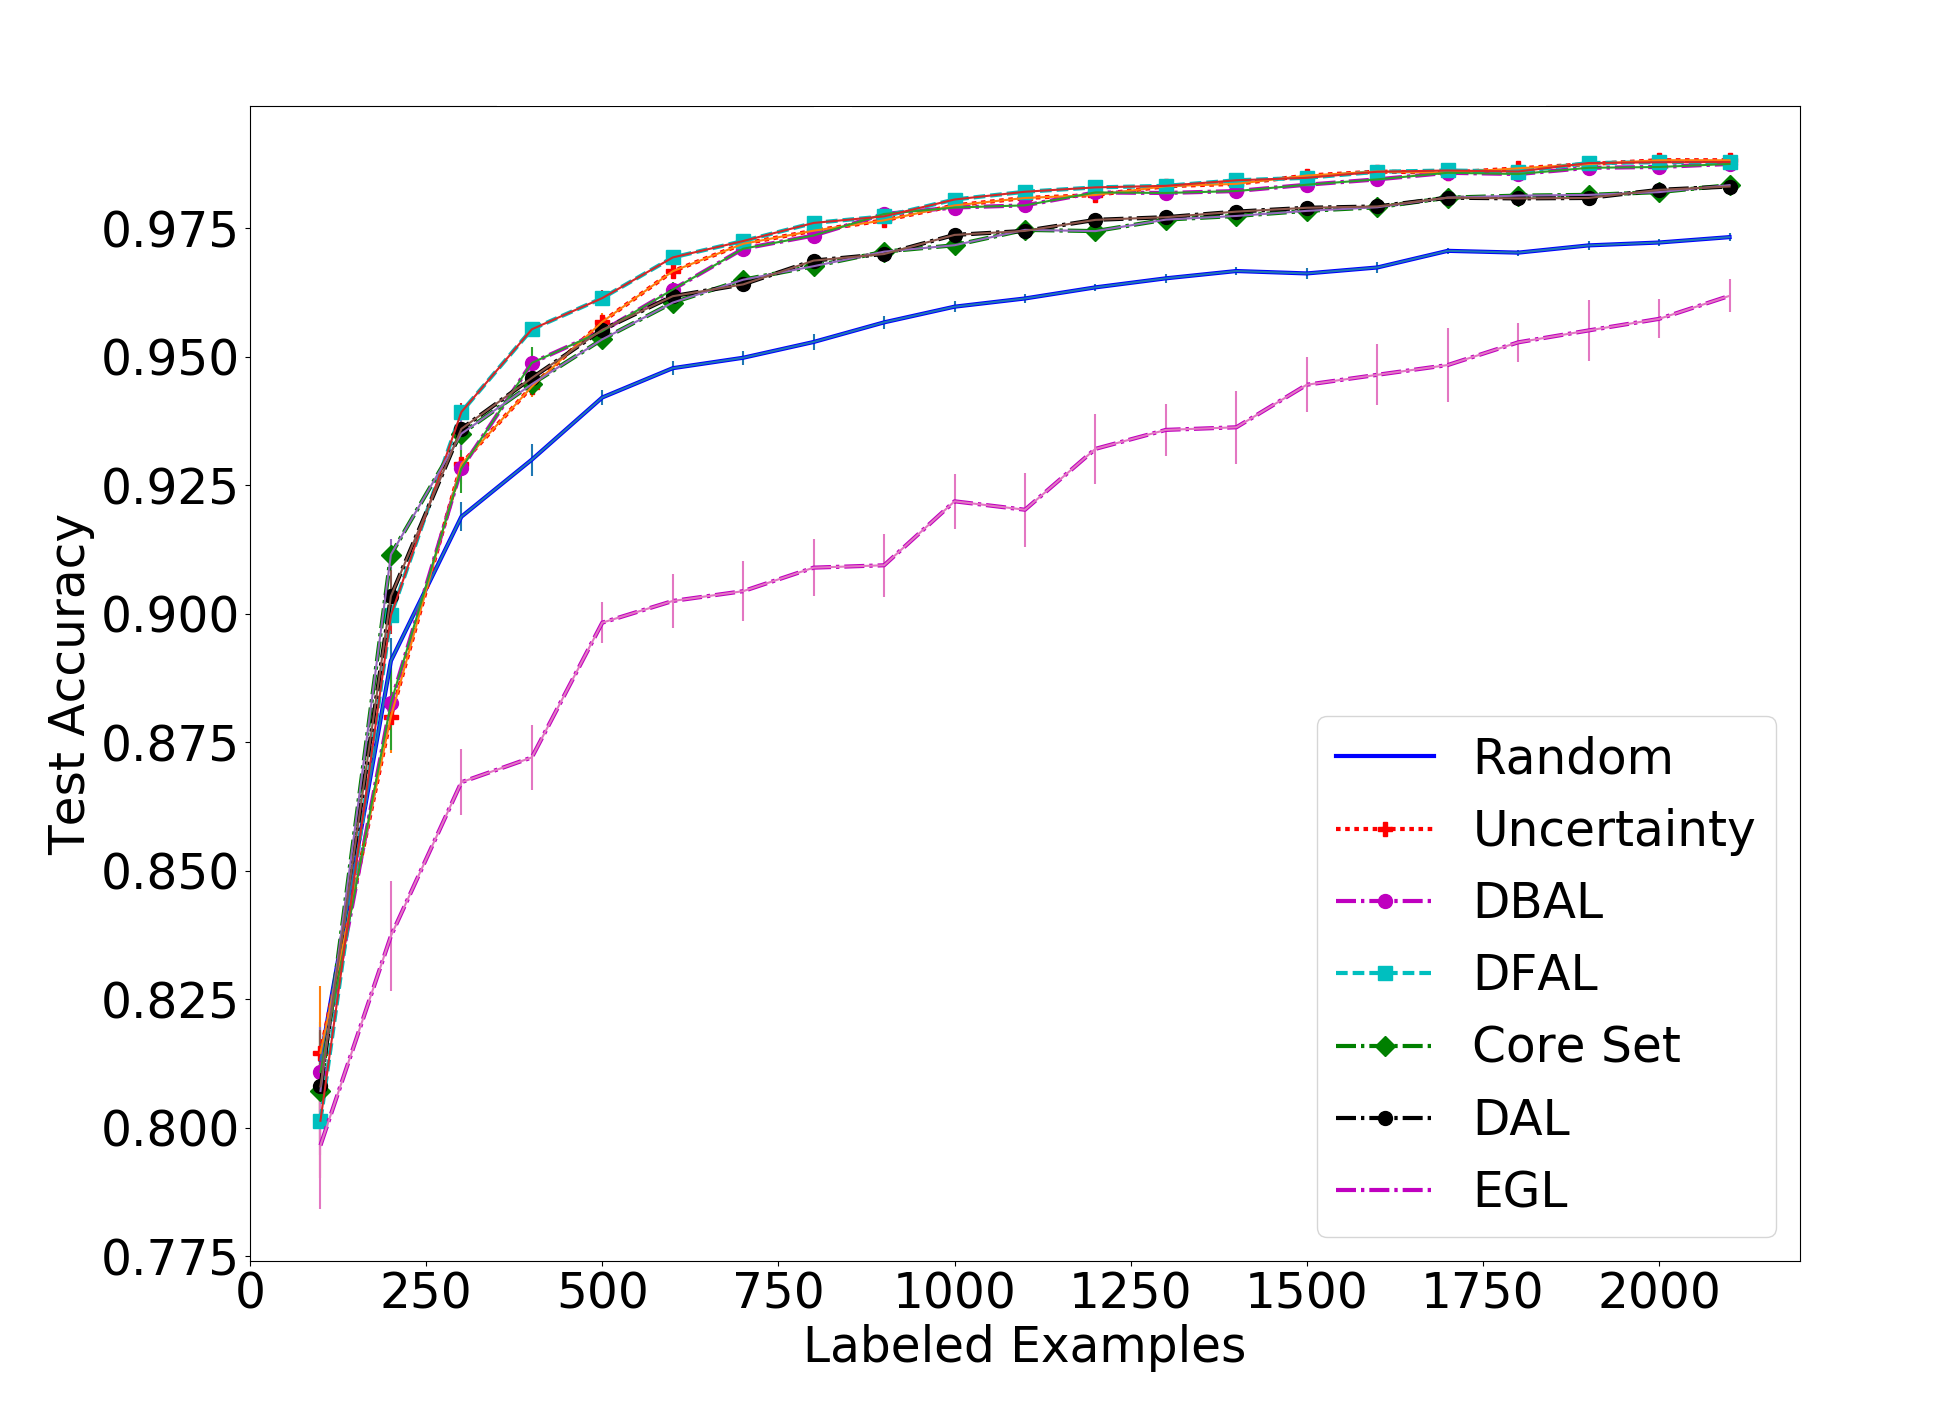 0.975
0.950
0.925
0.900
0.875
0.850
0.825
0.800
0.775
Test Accuracy
0 250 500 750 1000 1250 1500 1750 2000
Labeled Examples
Random
Uncertainty
DBAL
DFAL
Core Set
DAL
EGL